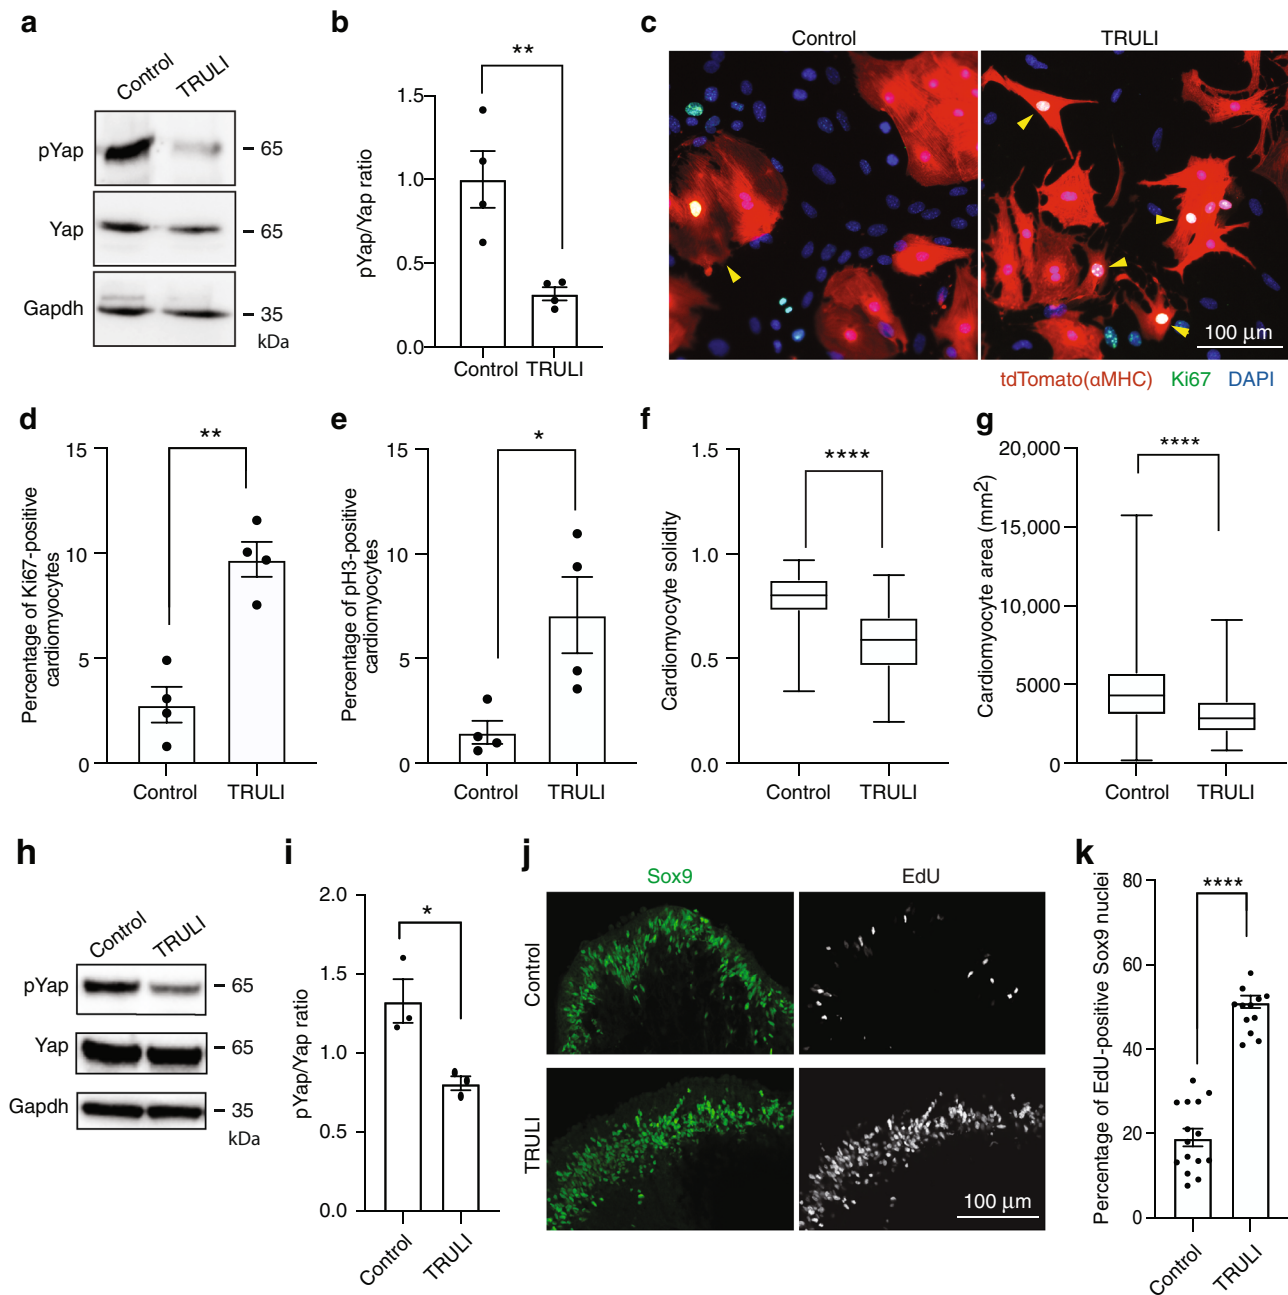 a
Control TRULI
pYap – 65
Yap – 65
Gapdh – 35
kDa
b
**
pYap/Yap ratio
1.5
1.0
0.5
0.0
Control TRULI
c
Control TRULI
100 μm
tdTomato(αMHC) Ki67 DAPI
d
**
Percentage of Ki67-positive
cardiomyocytes
15
10
5
0
Control TRULI
e
*
Percentage of pH3-positive
cardiomyocytes
15
10
5
0
Control TRULI
f
****
Cardiomyocyte solidity
1.5
1.0
0.5
0.0
Control TRULI
g
****
Cardiomyocyte area (mm²)
20,000
15,000
10,000
5000
0
Control TRULI
h
Control TRULI
pYap – 65
Yap – 65
Gapdh – 35
kDa
i
*
pYap/Yap ratio
2.0
1.5
1.0
0.5
0.0
Control TRULI
j
Sox9 EdU
Control
TRULI
100 μm
k
****
Percentage of EdU-positive Sox9 nuclei
80
60
40
20
0
Control TRULI